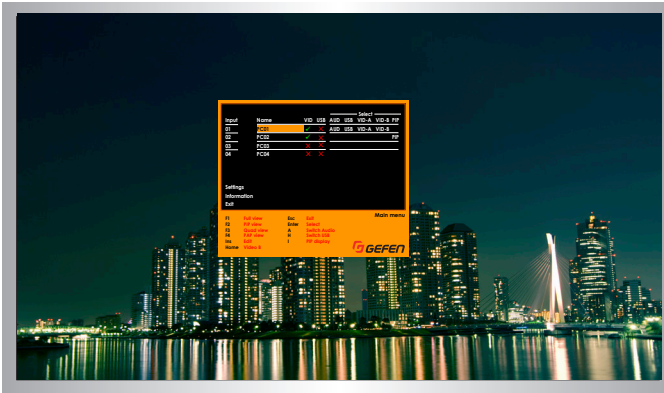 Select
Input Name VID USB AUD USB VID-A VID-B PIP
01 PC01 ✓ X AUD USB VID-A VID-B
02 PC02 ✓ X PIP
03 PC03 X X
04 PC04 X X
Settings
Information
Exit
Main menu
F1 Full view Esc Exit
F2 PIP view Enter Select
F3 Quad view A Switch Audio
F4 PAP view H Switch USB
Ins Edit I PIP display
Home Video B
GEFEN